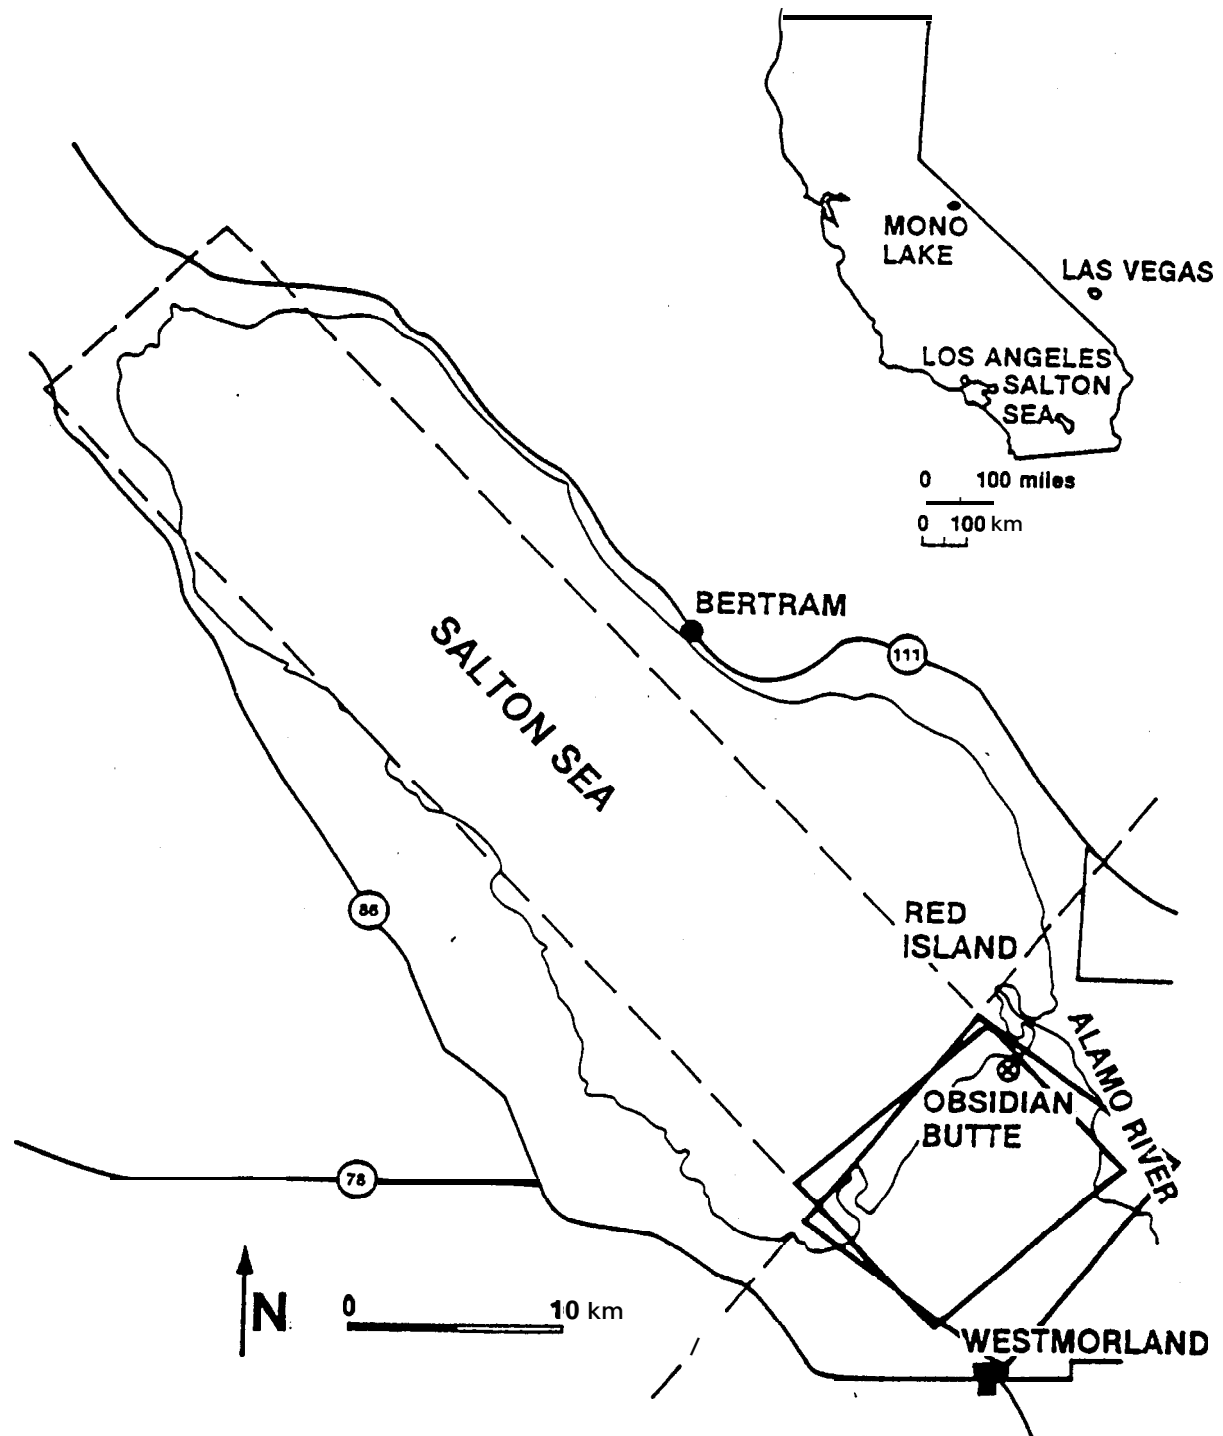 MONO
LAKE
LAS VEGAS
LOS ANGELES
SALTON
SEA
0 100 miles
0 100 km
BERTRAM
111
SALTON SEA
86
RED
ISLAND
ALAMO RIVER
OBSIDIAN
BUTTE
78
N
0 10 km
WESTMORLAND